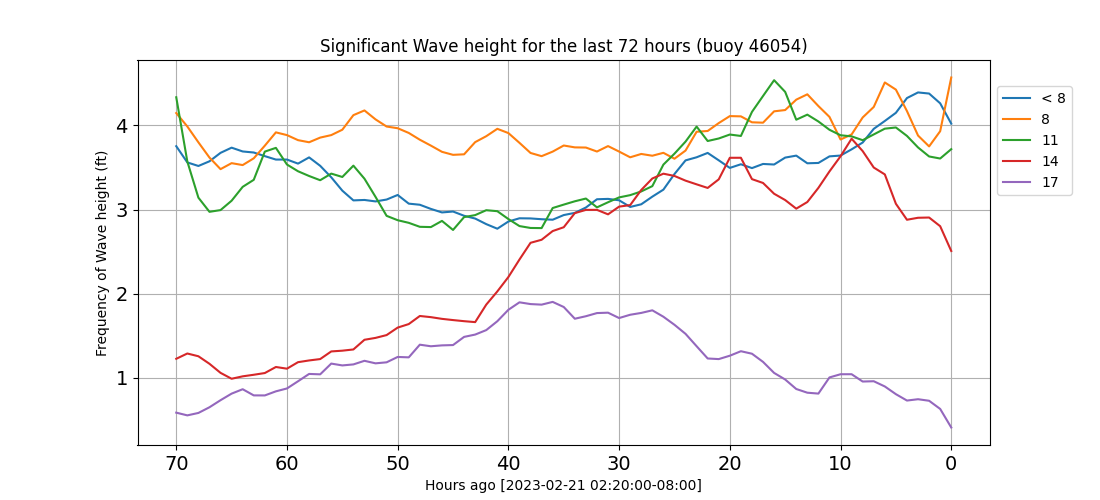 Significant Wave height for the last 72 hours (buoy 46054)
Frequency of Wave height (ft)
4
3
2
1
70 60 50 40 30 20 10 0
Hours ago [2023-02-21 02:20:00-08:00]
< 8
8
11
14
17